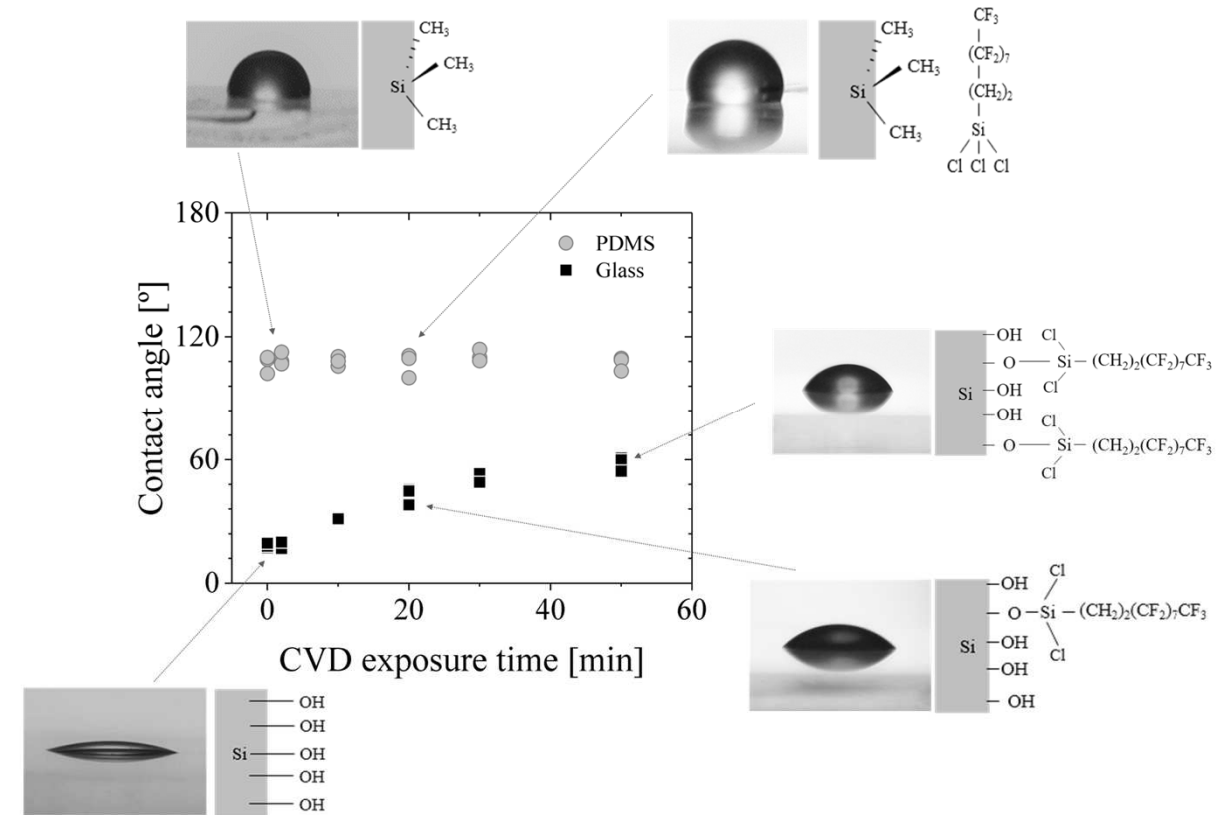 CH₃
CH₃
Si
CH₃
CH₃
CH₃
Si
CH₃
CF₃
(CF₂)₇
(CH₂)₂
Si
Cl Cl Cl
180
120
60
0
Contact angle [º]
PDMS
Glass
0 20 40 60
CVD exposure time [min]
OH
Cl
O Si (CH₂)₂(CF₂)₇CF₃
Cl
Si
OH
OH
Cl
O Si (CH₂)₂(CF₂)₇CF₃
Cl
OH
Cl
O Si (CH₂)₂(CF₂)₇CF₃
OH
Si
Cl
OH
OH
OH
OH
Si OH
OH
OH